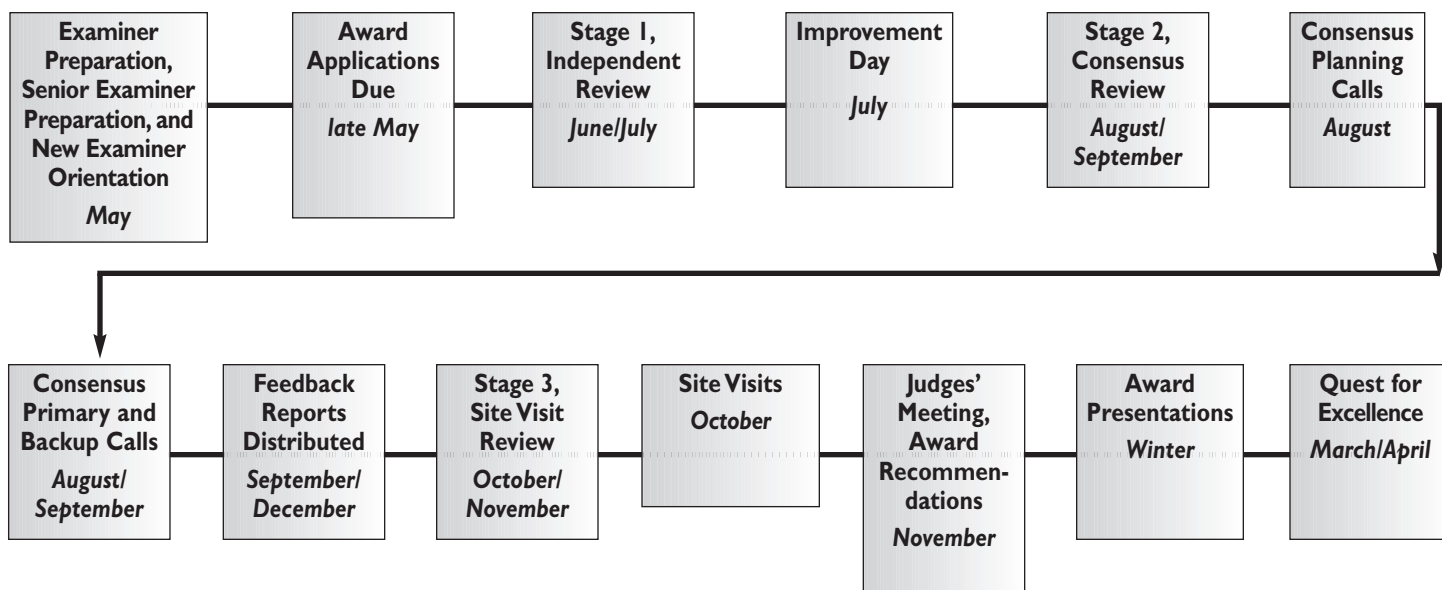 Examiner
Preparation,
Senior Examiner
Preparation, and
New Examiner
Orientation
May
Award
Applications
Due
late May
Stage 1,
Independent
Review
June/July
Improvement
Day
July
Stage 2,
Consensus
Review
August/
September
Consensus
Planning
Calls
August
Consensus
Primary and
Backup Calls
August/
September
Feedback
Reports
Distributed
September/
December
Stage 3,
Site Visit
Review
October/
November
Site Visits
October
Judges'
Meeting,
Award
Recommen-
dations
November
Award
Presentations
Winter
Quest for
Excellence
March/April